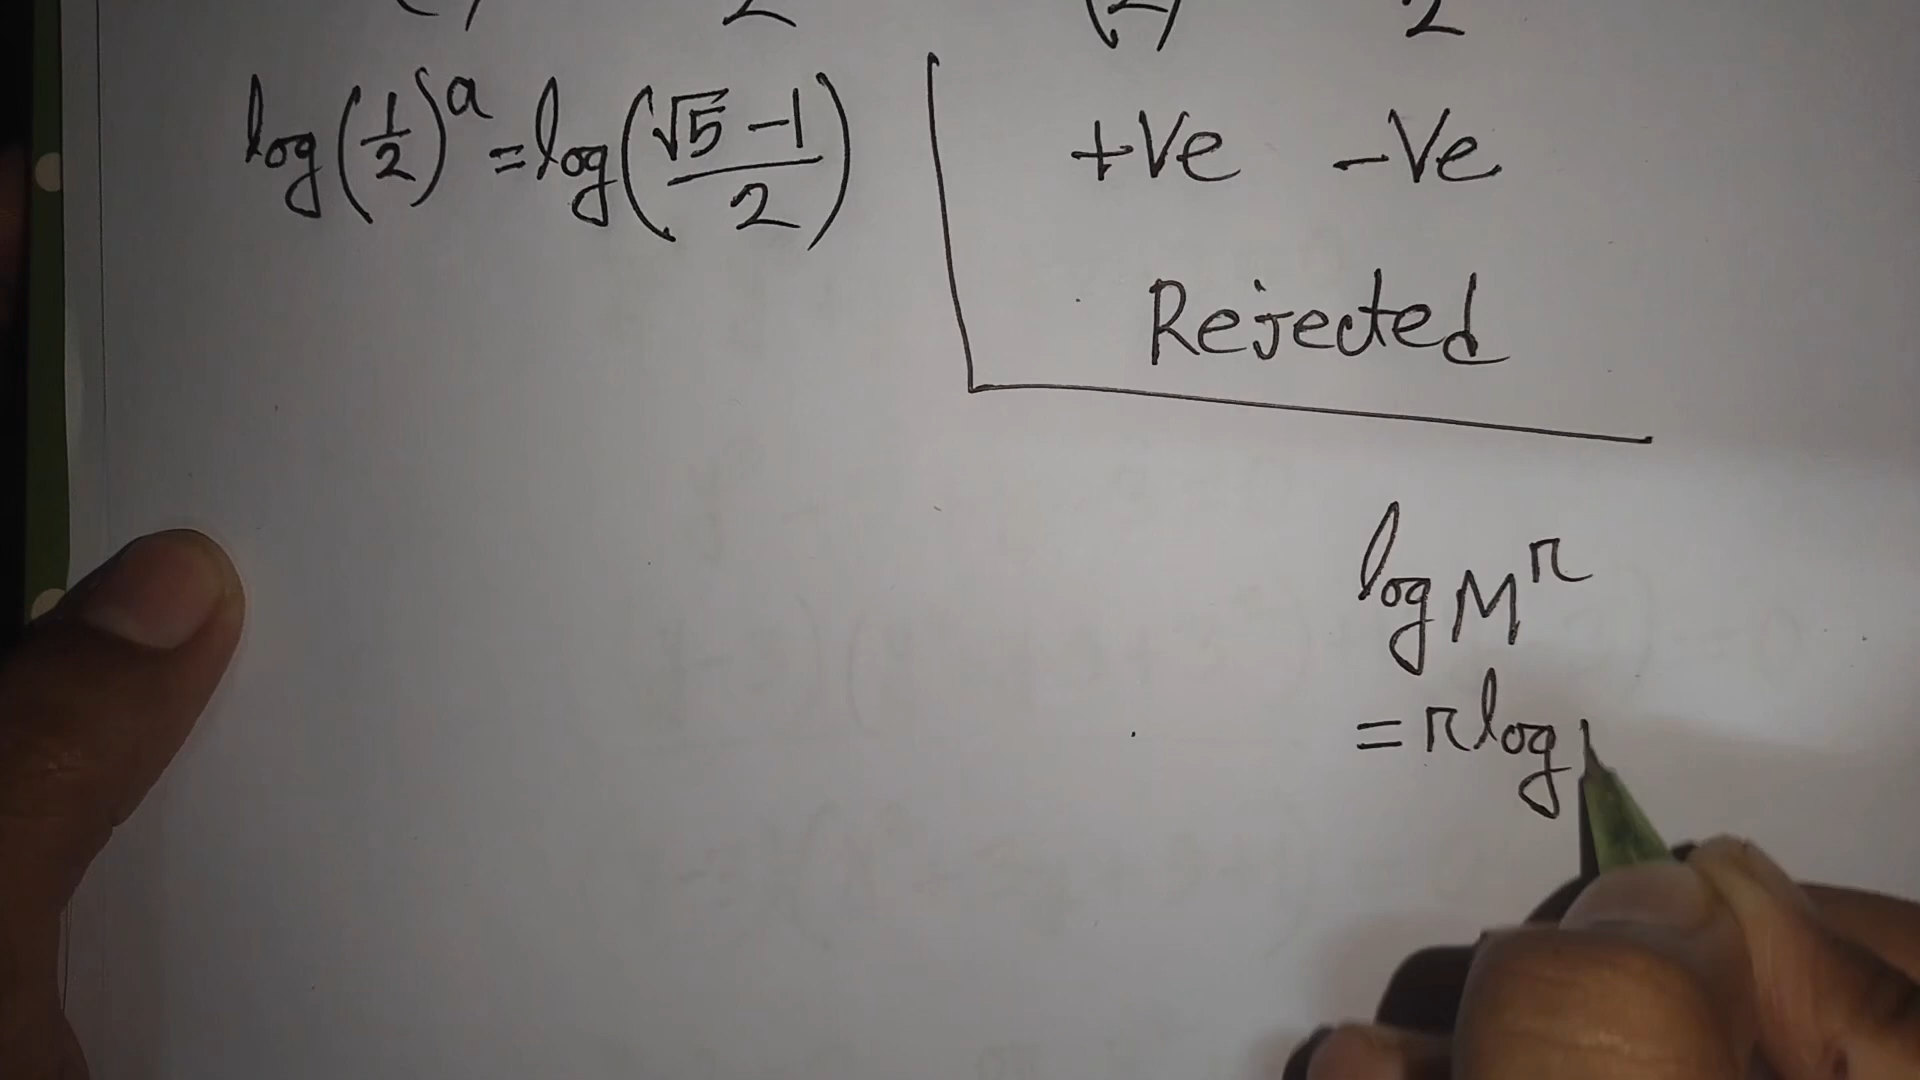 log(1/2)^a = log((√5 - 1)/2)
+Ve -Ve
Rejected
log M^r
= r log